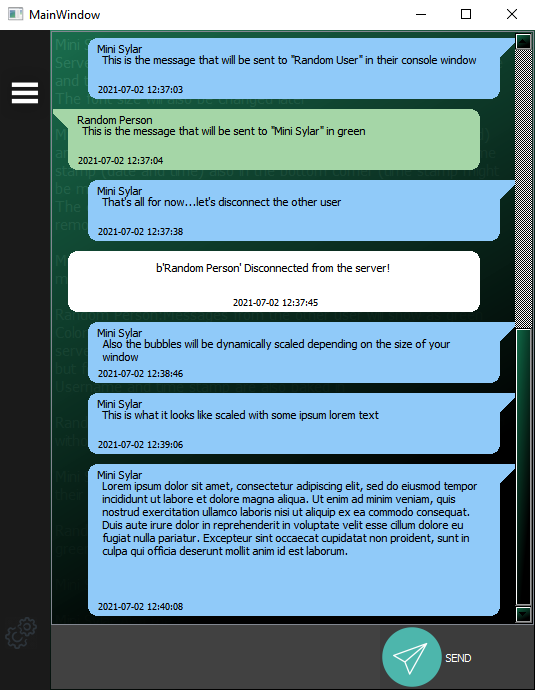 MainWindow
Mini Sylar
This is the message that will be sent to "Random User" in their console window
2021-07-02 12:37:03
Random Person
This is the message that will be sent to "Mini Sylar" in green
2021-07-02 12:37:04
Mini Sylar
That's all for now...let's disconnect the other user
2021-07-02 12:37:38
b'Random Person' Disconnected from the server!
2021-07-02 12:37:45
Mini Sylar
Also the bubbles will be dynamically scaled depending on the size of your
window
2021-07-02 12:38:46
Mini Sylar
This is what it looks like scaled with some ipsum lorem text
2021-07-02 12:39:06
Mini Sylar
Lorem ipsum dolor sit amet, consectetur adipiscing elit, sed do eiusmod tempor
incididunt ut labore et dolore magna aliqua. Ut enim ad minim veniam, quis
nostrud exercitation ullamco laboris nisi ut aliquip ex ea commodo consequat.
Duis aute irure dolor in reprehenderit in voluptate velit esse cillum dolore eu
fugiat nulla pariatur. Excepteur sint occaecat cupidatat non proident, sunt in
culpa qui officia deserunt mollit anim id est laborum.
2021-07-02 12:40:08
SEND